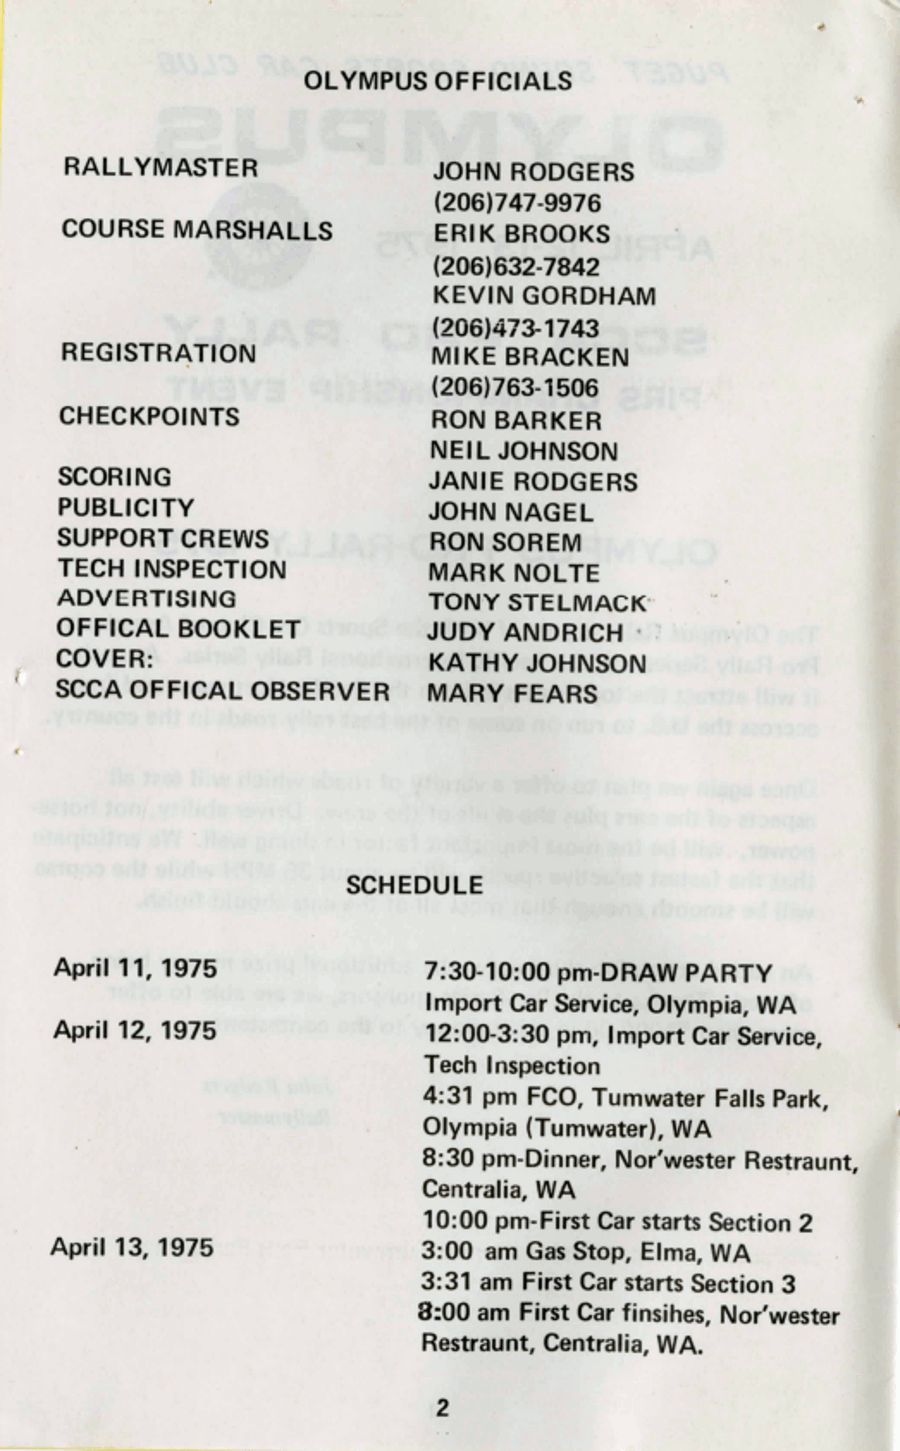 OLYMPUS OFFICIALS
RALLYMASTER JOHN RODGERS
(206)747-9976
COURSE MARSHALLS ERIK BROOKS
(206)632-7842
KEVIN GORDHAM
(206)473-1743
REGISTRATION MIKE BRACKEN
(206)763-1506
CHECKPOINTS RON BARKER
NEIL JOHNSON
SCORING JANIE RODGERS
PUBLICITY JOHN NAGEL
SUPPORT CREWS RON SOREM
TECH INSPECTION MARK NOLTE
ADVERTISING TONY STELMACK
OFFICAL BOOKLET JUDY ANDRICH
COVER: KATHY JOHNSON
SCCA OFFICAL OBSERVER MARY FEARS
SCHEDULE
April 11, 1975 7:30-10:00 pm-DRAW PARTY
Import Car Service, Olympia, WA
April 12, 1975 12:00-3:30 pm, Import Car Service,
Tech Inspection
4:31 pm FCO, Tumwater Falls Park,
Olympia (Tumwater), WA
8:30 pm-Dinner, Nor'wester Restraunt,
Centralia, WA
10:00 pm-First Car starts Section 2
April 13, 1975 3:00 am Gas Stop, Elma, WA
3:31 am First Car starts Section 3
8:00 am First Car finsihes, Nor'wester
Restraunt, Centralia, WA.
2